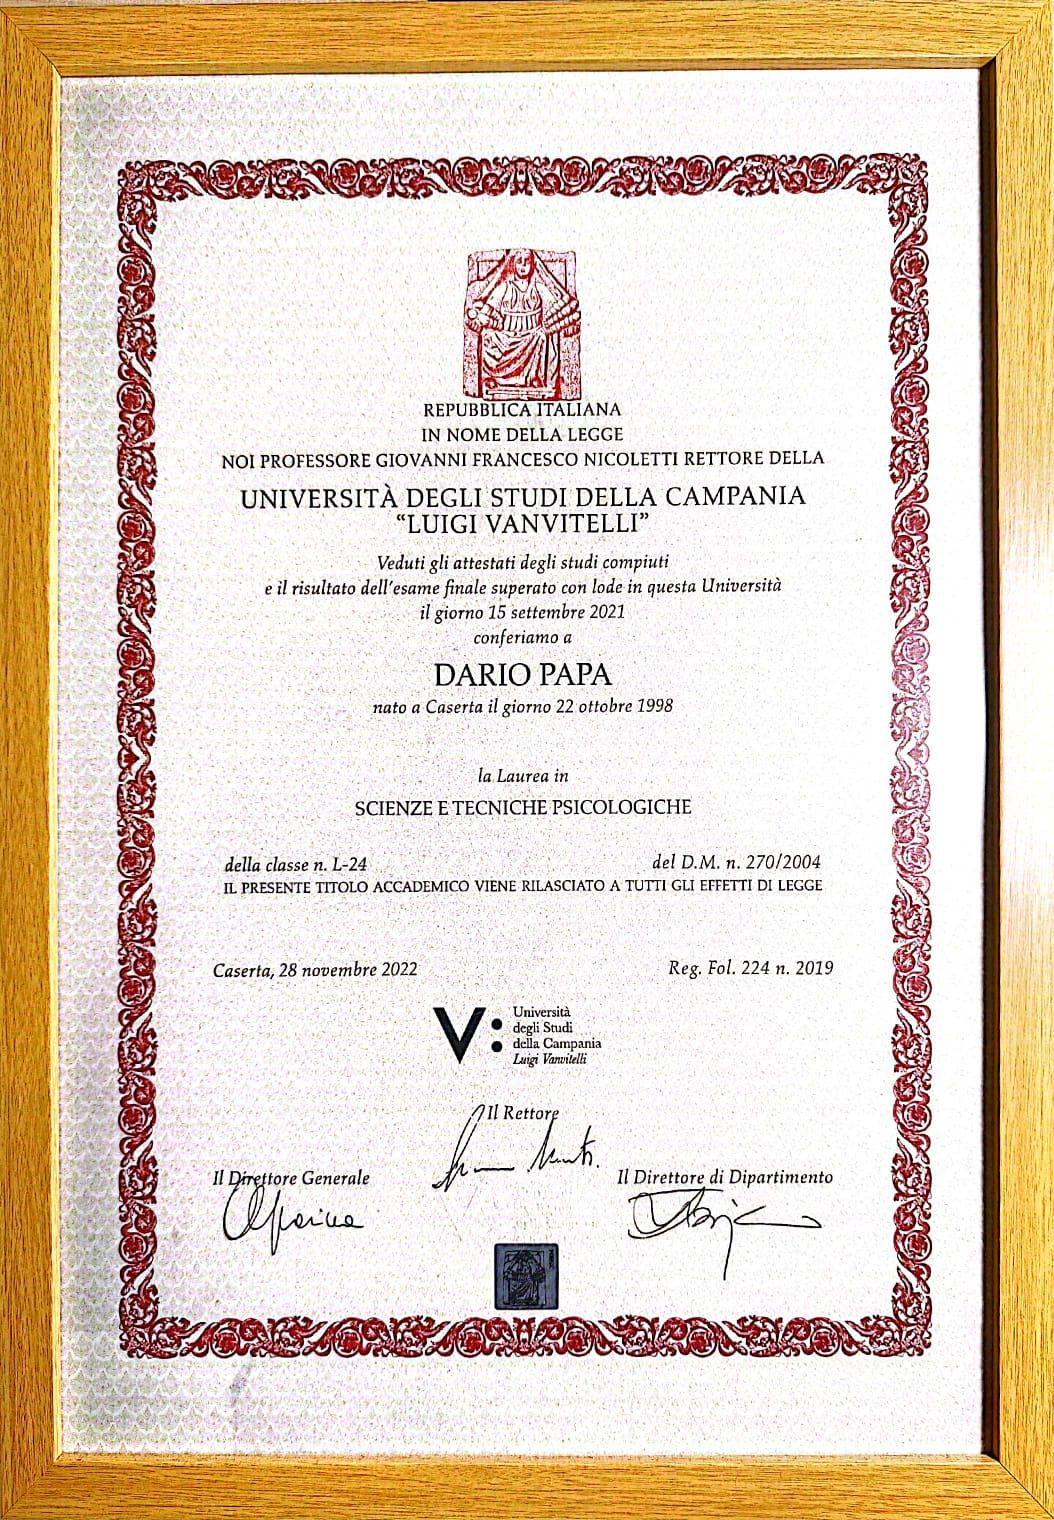 REPUBBLICA ITALIANA
IN NOME DELLA LEGGE
NOI PROFESSORE GIOVANNI FRANCESCO NICOLETTI RETTORE DELLA
UNIVERSITÀ DEGLI STUDI DELLA CAMPANIA
“LUIGI VANVITELLI”
Veduti gli attestati degli studi compiuti
e il risultato dell'esame finale superato con lode in questa Università
il giorno 15 settembre 2021
conferiamo a
DARIO PAPA
nato a Caserta il giorno 22 ottobre 1998
la Laurea in
SCIENZE E TECNICHE PSICOLOGICHE
della classe n. L-24 del D.M. n. 270/2004
IL PRESENTE TITOLO ACCADEMICO VIENE RILASCIATO A TUTTI GLI EFFETTI DI LEGGE
Caserta, 28 novembre 2022 Reg. Fol. 224 n. 2019
V:
Università
degli Studi
della Campania
Luigi Vanvitelli
Il Rettore
Il Direttore Generale Il Direttore di Dipartimento